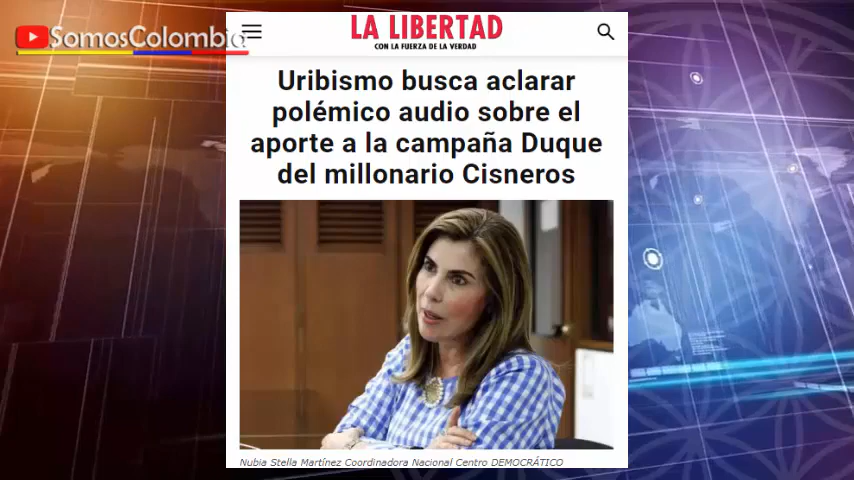 SomosColombia
LA LIBERTAD
CON LA FUERZA DE LA VERDAD
Uribismo busca aclarar
polémico audio sobre el
aporte a la campaña Duque
del millonario Cisneros
Nubia Stella Martínez Coordinadora Nacional Centro DEMOCRÁTICO